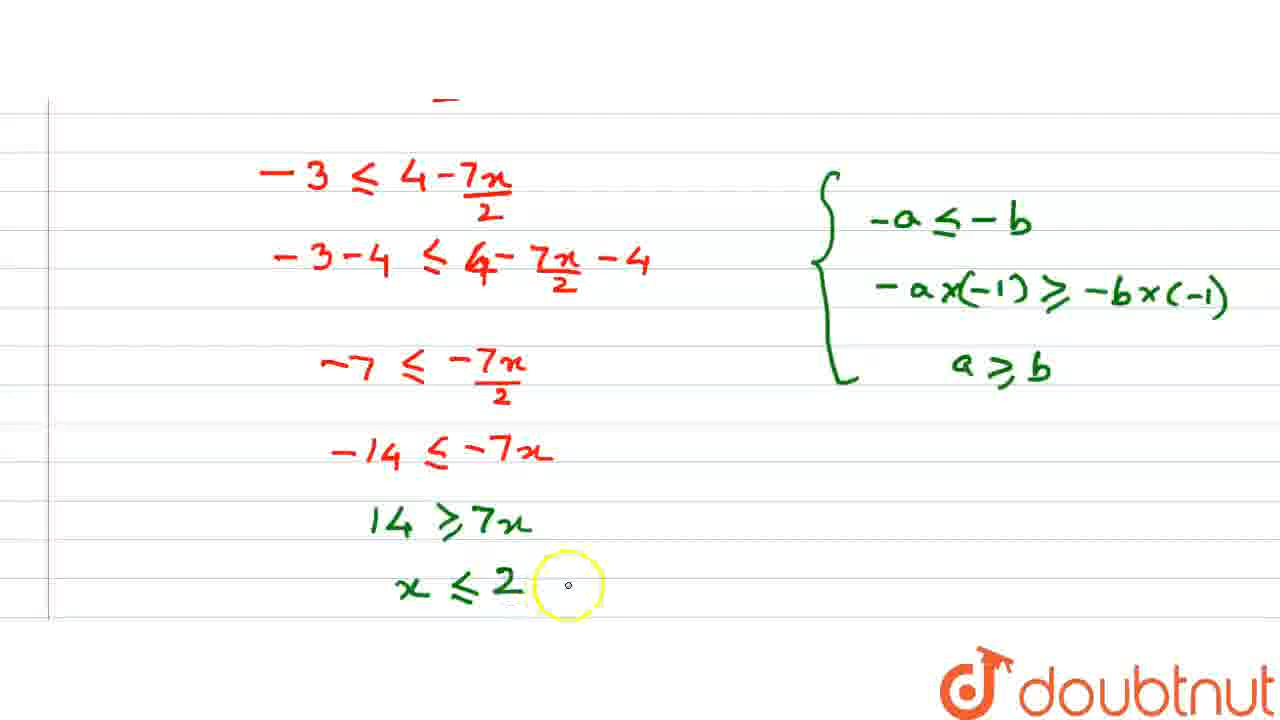 -3 ≤ 4 - 7x/2
-3-4 ≤ 4 - 7x/2 - 4
-7 ≤ -7x/2
-14 ≤ -7x
14 ≥ 7x
x ≤ 2
-a ≤ -b
-a×(-1) ≥ -b×(-1)
a ≥ b
doubtnut